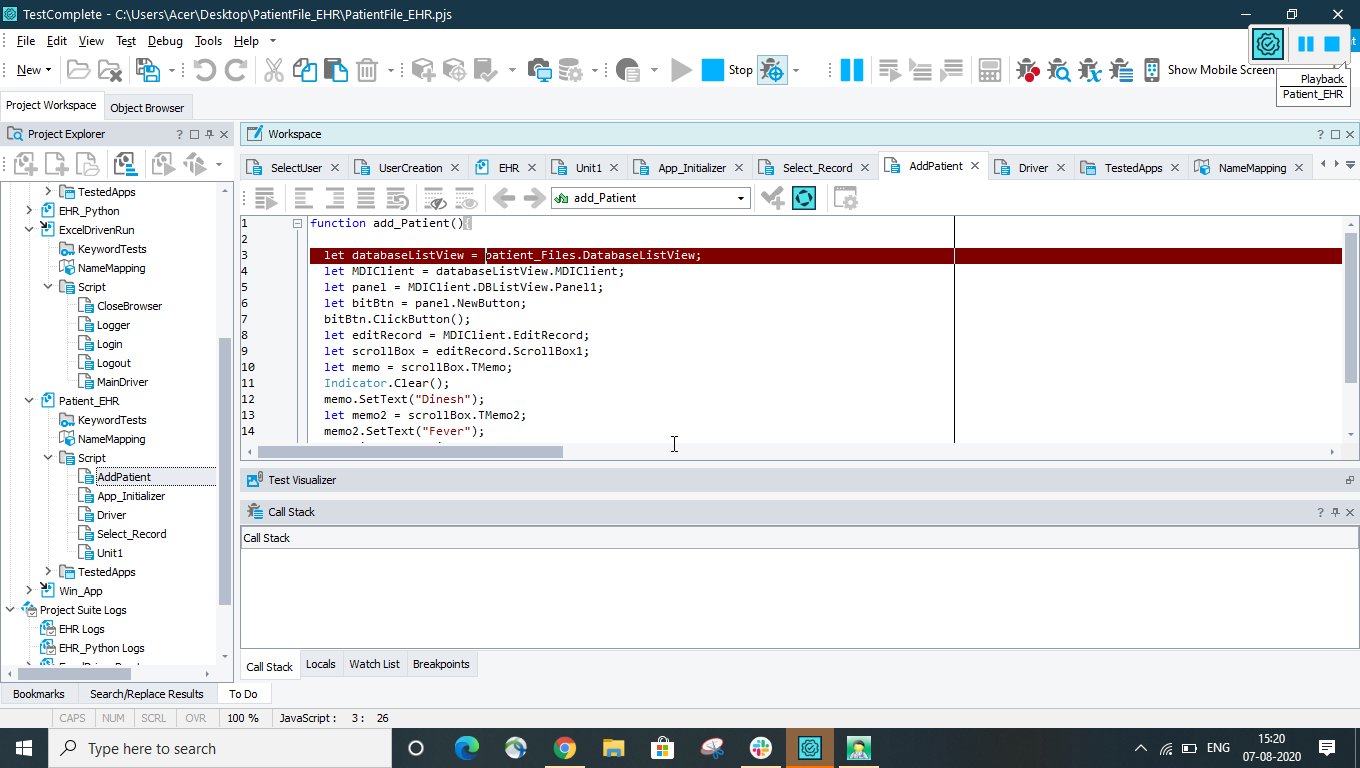 TestComplete - C:\Users\Acer\Desktop\PatientFile_EHR\PatientFile_EHR.pjs
File Edit View Test Debug Tools Help
New Stop Show Mobile Screen
Playback
Patient_EHR
Project Workspace Object Browser
Project Explorer
Workspace
SelectUser UserCreation EHR Unit1 App_Initializer Select_Record AddPatient Driver TestedApps NameMapping
add_Patient
TestedApps
EHR_Python
ExcelDrivenRun
KeywordTests
NameMapping
Script
CloseBrowser
Logger
Login
Logout
MainDriver
Patient_EHR
KeywordTests
NameMapping
Script
AddPatient
App_Initializer
Driver
Select_Record
Unit1
TestedApps
Win_App
Project Suite Logs
EHR Logs
EHR_Python Logs
1 function add_Patient(){
2
3 let databaseListView = patient_Files.DatabaseListView;
4 let MDIClient = databaseListView.MDIClient;
5 let panel = MDIClient.DBListView.Panel1;
6 let bitBtn = panel.NewButton;
7 bitBtn.ClickButton();
8 let editRecord = MDIClient.EditRecord;
9 let scrollBox = editRecord.ScrollBox1;
10 let memo = scrollBox.TMemo;
11 Indicator.Clear();
12 memo.SetText("Dinesh");
13 let memo2 = scrollBox.TMemo2;
14 memo2.SetText("Fever");
Test Visualizer
Call Stack
Call Stack
Call Stack Locals Watch List Breakpoints
Bookmarks Search/Replace Results To Do
CAPS NUM SCRL OVR 100 % JavaScript : 3 : 26
Type here to search
ENG
15:20
07-08-2020